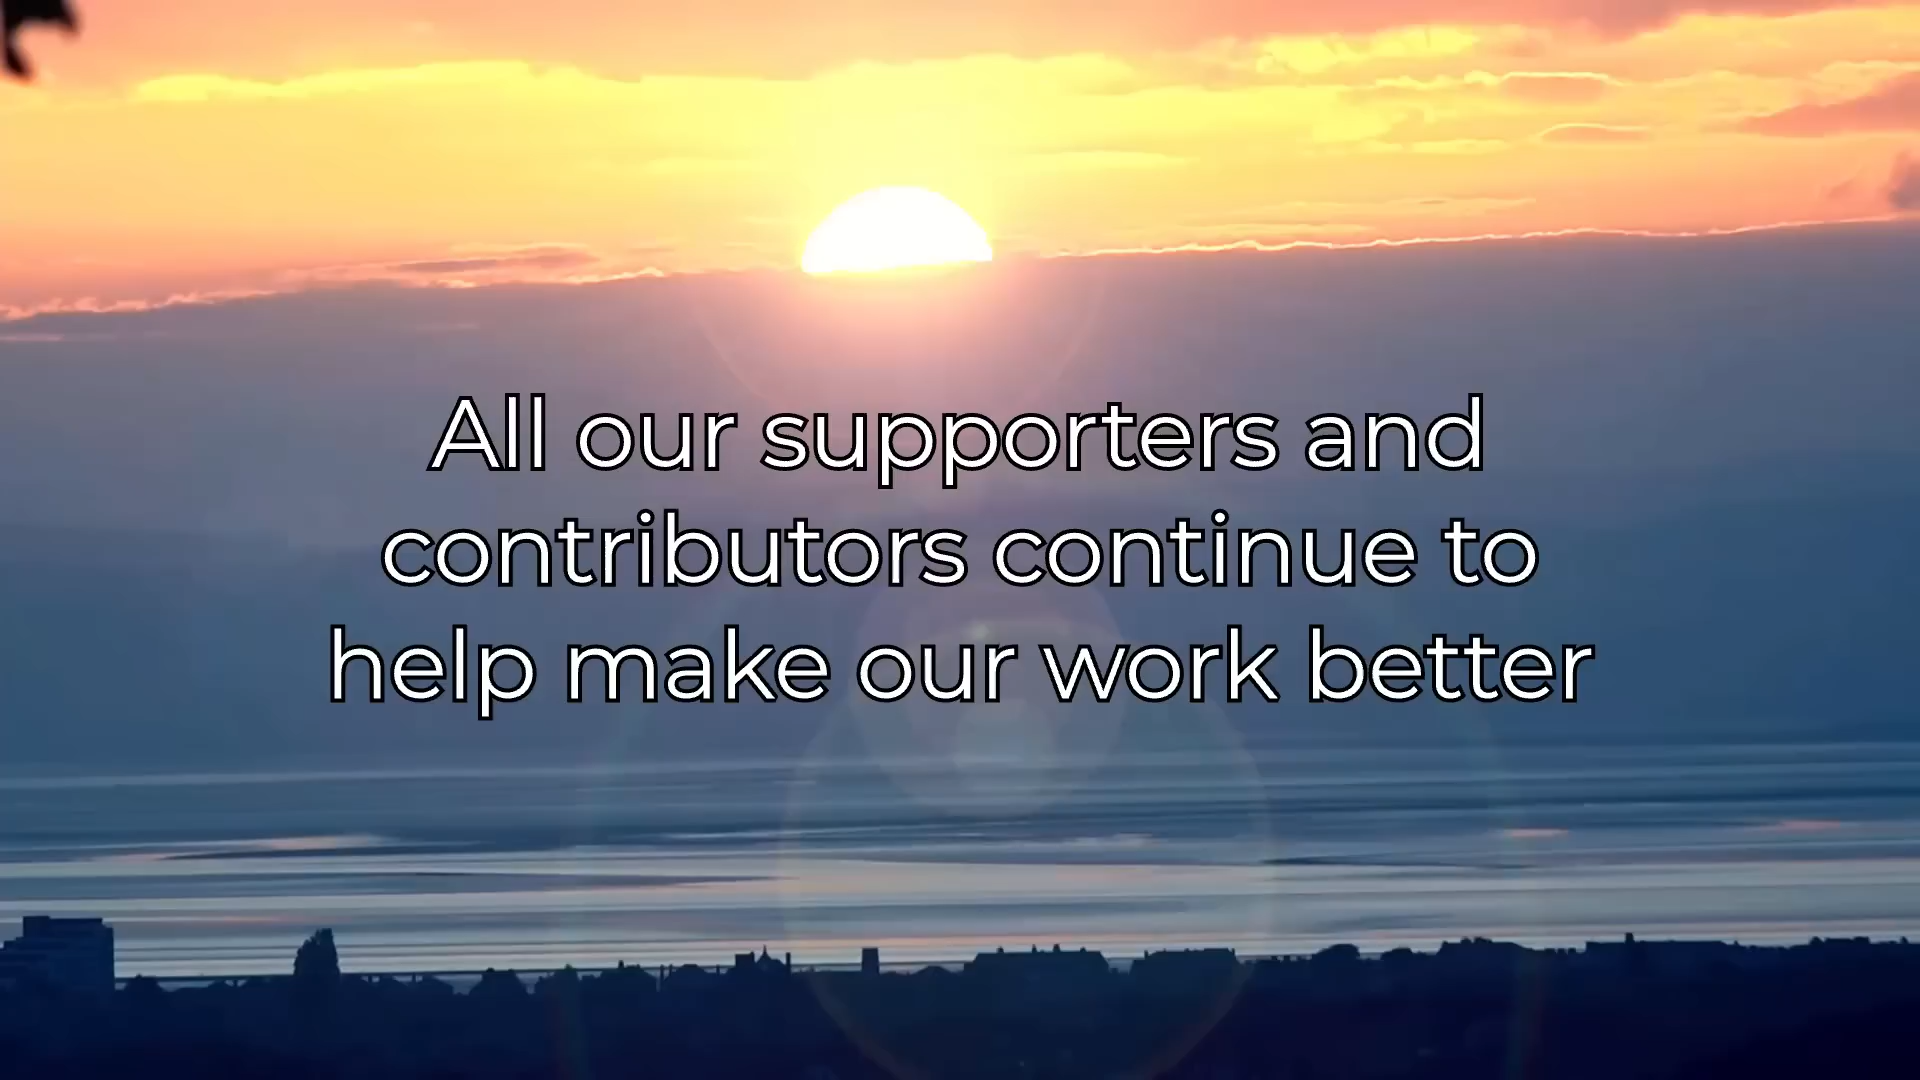 All our supporters and
contributors continue to
help make our work better